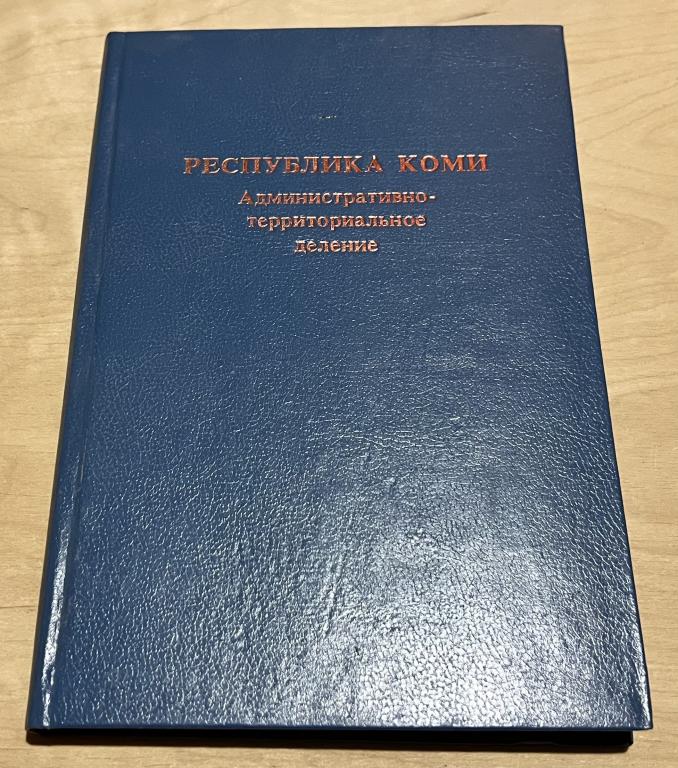 РЕСПУБЛИКА КОМИ
Административно-
территориальное
деление